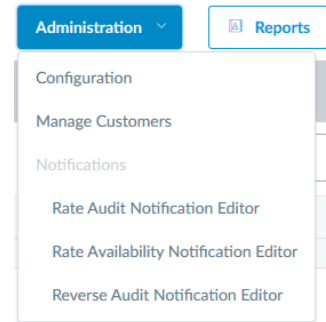 Administration
Reports
Configuration
Manage Customers
Notifications
Rate Audit Notification Editor
Rate Availability Notification Editor
Reverse Audit Notification Editor